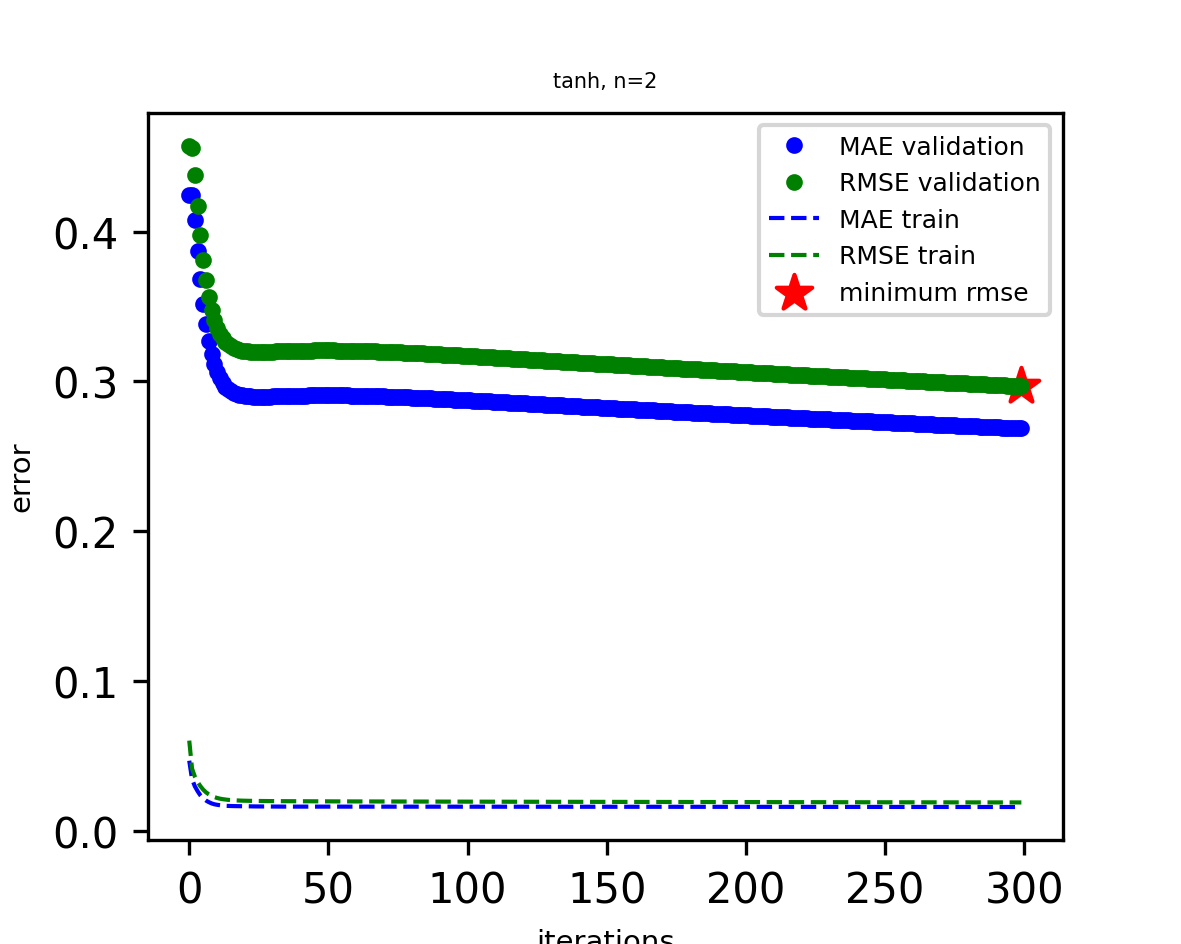 tanh, n=2
MAE validation
RMSE validation
MAE train
RMSE train
minimum rmse
error
0.4
0.3
0.2
0.1
0.0
0 50 100 150 200 250 300
iterations